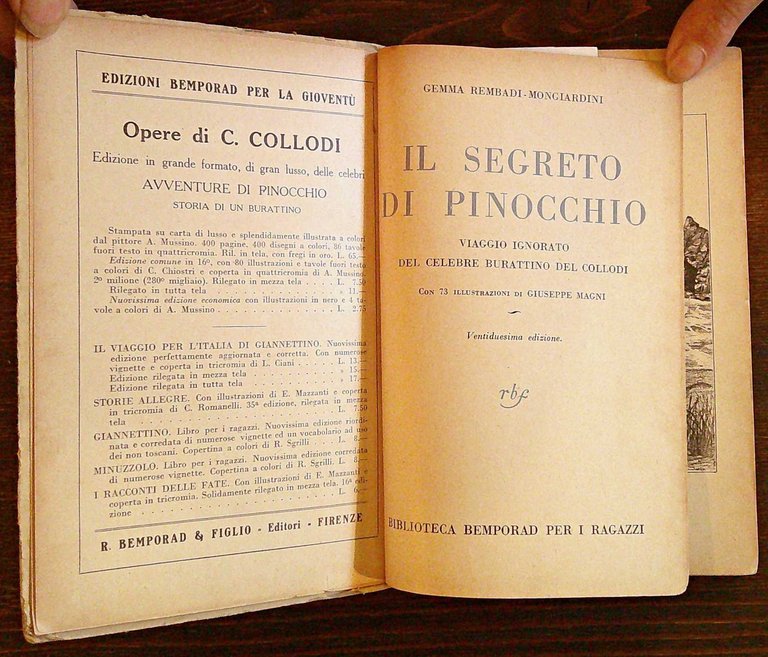 EDIZIONI BEMPORAD PER LA GIOVENTÙ
Opere di C. COLLODI
Edizione in grande formato, di gran lusso, delle celebri
AVVENTURE DI PINOCCHIO
STORIA DI UN BURATTINO
Stampata su carta di lusso e splendidamente illustrata a colori
dal pittore A. Mussino. 400 pagine, 400 disegni a colori, 86 tavole
fuori testo in quattricromia. Ril. in tela, con fregi in oro. L. 65.—
Edizione comune in 16º, con 80 illustrazioni e tavole fuori testo
a colori di C. Chiostri e coperta in quattricromia di A. Mussino.
2º milione (280º migliaio). Rilegato in mezza tela . . . . L. 7.50
Rilegato in tutta tela . . . . . . . . . . . . . . . » 11.—
Nuovissima edizione economica con illustrazioni in nero e 4 ta-
vole a colori di A. Mussino . . . . . . . . . . . . L. 2.75
IL VIAGGIO PER L'ITALIA DI GIANNETTINO. Nuovissima
edizione perfettamente aggiornata e corretta. Con numerose
vignette e coperta in tricromia di L. Ciani . . . . . L. 13.—
Edizione rilegata in mezza tela . . . . . . . . . » 15.—
Edizione rilegata in tutta tela . . . . . . . . . . » 17.—
STORIE ALLEGRE. Con illustrazioni di E. Mazzanti e coperta
in tricromia di C. Romanelli. 35ª edizione, rilegata in mezza
tela . . . . . . . . . . . . . . . . . . . L. 7.50
GIANNETTINO. Libro per i ragazzi. Nuovissima edizione riordi-
nata e corredata di numerose vignette ed un vocabolario ad uso
dei non toscani. Copertina a colori di R. Sgrilli . . L. 8.—
MINUZZOLO. Libro per i ragazzi. Nuovissima edizione corredata
di numerose vignette. Copertina a colori di R. Sgrilli. L. 8.—
I RACCONTI DELLE FATE. Con illustrazioni di E. Mazzanti e
coperta in tricromia. Solidamente rilegato in mezza tela. 16ª edi-
zione . . . . . . . . . . . . . . . . . . L. 6.—
R. BEMPORAD & FIGLIO - Editori - FIRENZE
GEMMA REMBADI-MONGIARDINI
IL SEGRETO
DI PINOCCHIO
VIAGGIO IGNORATO
DEL CELEBRE BURATTINO DEL COLLODI
CON 73 ILLUSTRAZIONI DI GIUSEPPE MAGNI
Ventiduesima edizione.
rbf
BIBLIOTECA BEMPORAD PER I RAGAZZI